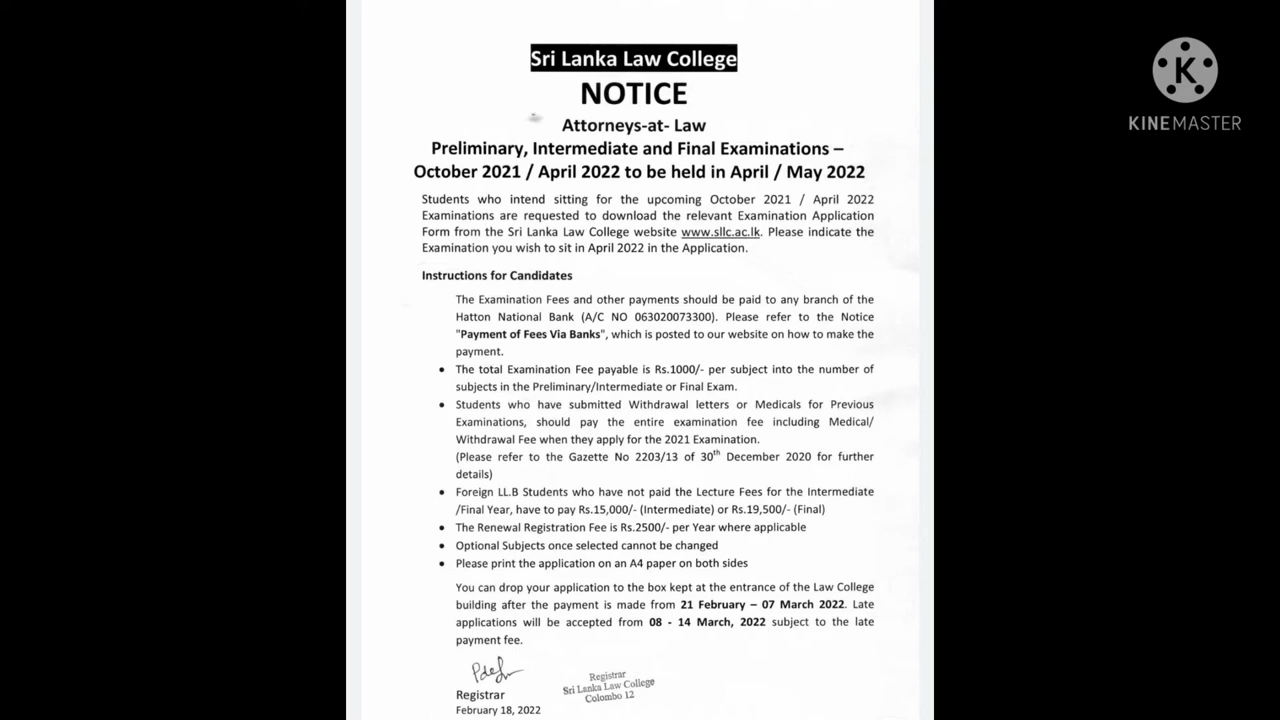 Sri Lanka Law College
NOTICE
Attorneys-at- Law
Preliminary, Intermediate and Final Examinations –
October 2021 / April 2022 to be held in April / May 2022
Students who intend sitting for the upcoming October 2021 / April 2022
Examinations are requested to download the relevant Examination Application
Form from the Sri Lanka Law College website www.sllc.ac.lk. Please indicate the
Examination you wish to sit in April 2022 in the Application.
Instructions for Candidates
The Examination Fees and other payments should be paid to any branch of the
Hatton National Bank (A/C NO 063020073300). Please refer to the Notice
"Payment of Fees Via Banks", which is posted to our website on how to make the
payment.
• The total Examination Fee payable is Rs.1000/- per subject into the number of
subjects in the Preliminary/Intermediate or Final Exam.
• Students who have submitted Withdrawal letters or Medicals for Previous
Examinations, should pay the entire examination fee including Medical/
Withdrawal Fee when they apply for the 2021 Examination.
(Please refer to the Gazette No 2203/13 of 30th December 2020 for further
details)
• Foreign LL.B Students who have not paid the Lecture Fees for the Intermediate
/Final Year, have to pay Rs.15,000/- (Intermediate) or Rs.19,500/- (Final)
• The Renewal Registration Fee is Rs.2500/- per Year where applicable
• Optional Subjects once selected cannot be changed
• Please print the application on an A4 paper on both sides
You can drop your application to the box kept at the entrance of the Law College
building after the payment is made from 21 February – 07 March 2022. Late
applications will be accepted from 08 - 14 March, 2022 subject to the late
payment fee.
Registrar
Sri Lanka Law College
Colombo 12
Registrar
February 18, 2022
K
KINEMASTER